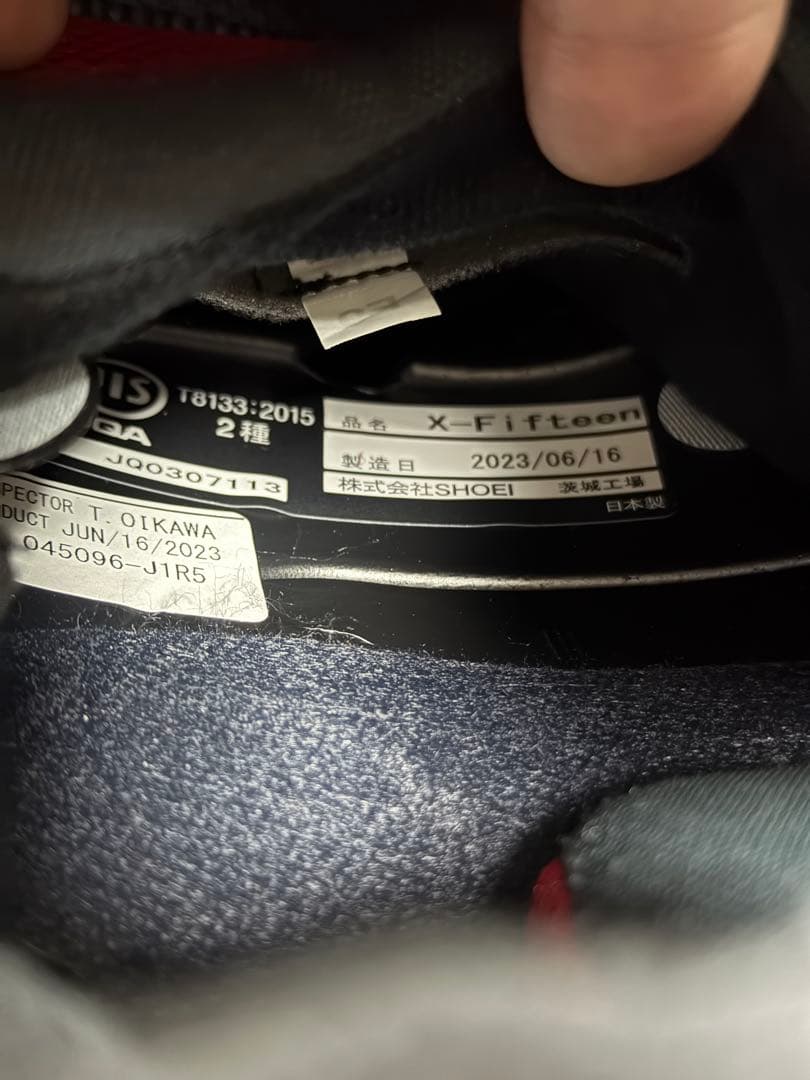 JIS
T8133:2015
2種
JQA
JQ0307113
品名 X-Fifteen
製造日 2023/06/16
株式会社SHOEI 茨城工場
日本製
PECTOR T. OIKAWA
DUCT JUN/16/2023
045096-J1R5